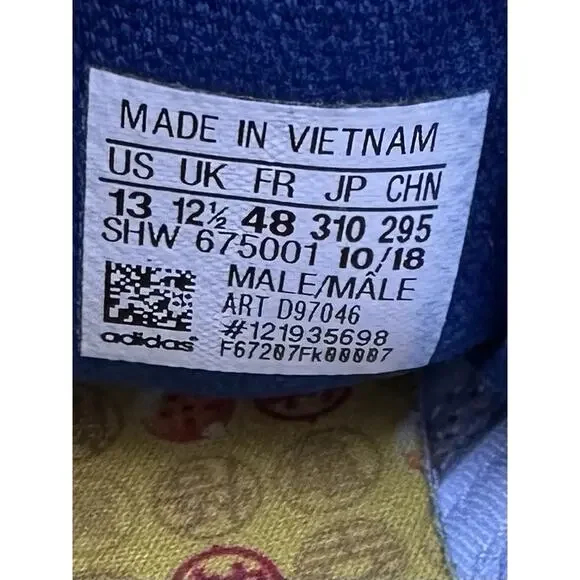 MADE IN VIETNAM
US UK FR JP CHN
13 12½ 48 310 295
SHW 675001 10/18
MALE/MÂLE
ART D97046
#121935698
adidas F67207Fk00007